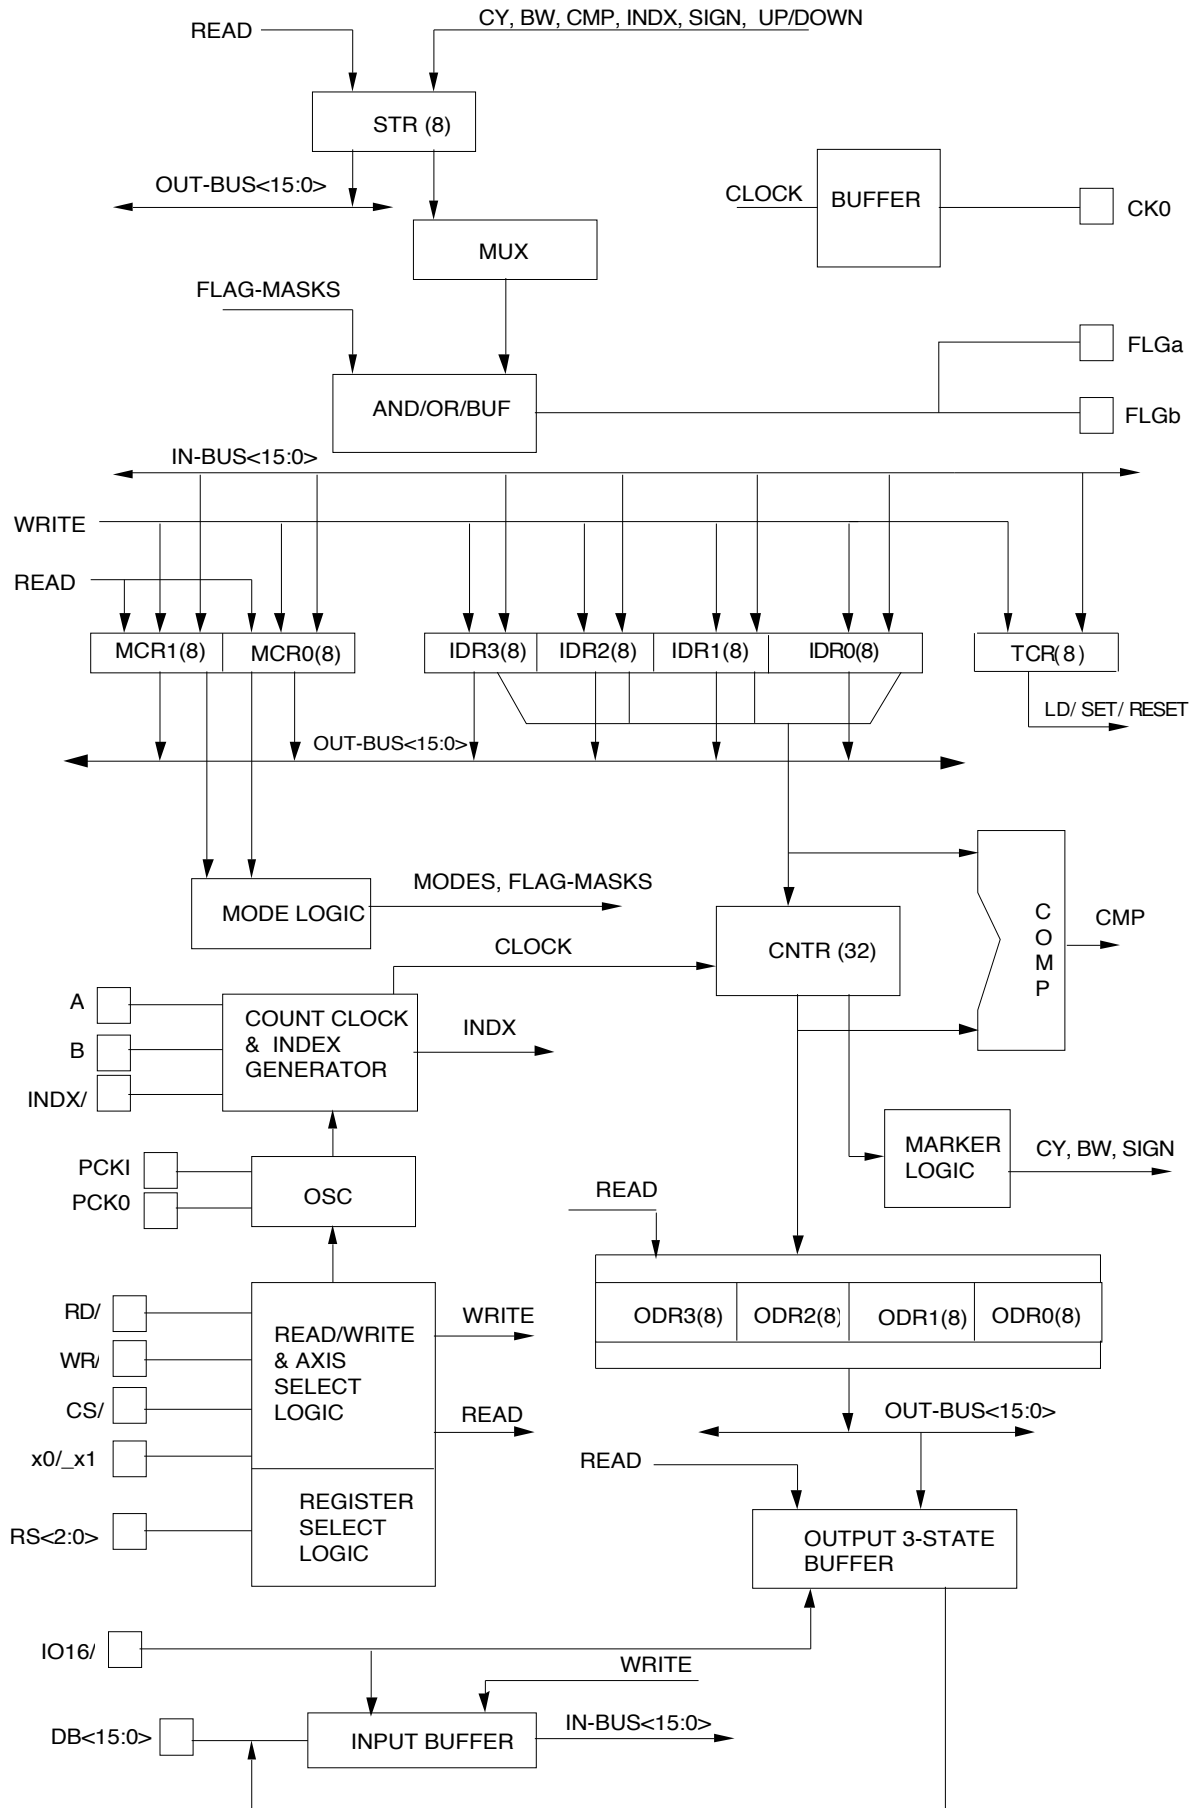 CY, BW, CMP, INDX, SIGN, UP/DOWN
READ
STR (8)
OUT-BUS<15:0>
CLOCK
BUFFER
CK0
MUX
FLAG-MASKS
FLGa
AND/OR/BUF
FLGb
IN-BUS<15:0>
WRITE
READ
MCR1(8)
MCR0(8)
IDR3(8)
IDR2(8)
IDR1(8)
IDR0(8)
TCR(8)
LD/ SET/ RESET
OUT-BUS<15:0>
MODES, FLAG-MASKS
MODE LOGIC
C
O
M
P
CMP
CNTR (32)
CLOCK
A
B
INDX/
COUNT CLOCK
& INDEX
GENERATOR
INDX
MARKER
LOGIC
CY, BW, SIGN
PCKI
PCK0
OSC
READ
RD/
WR/
CS/
x0/_x1
RS<2:0>
READ/WRITE
& AXIS
SELECT
LOGIC
WRITE
READ
REGISTER
SELECT
LOGIC
ODR3(8)
ODR2(8)
ODR1(8)
ODR0(8)
OUT-BUS<15:0>
READ
OUTPUT 3-STATE
BUFFER
IO16/
WRITE
DB<15:0>
INPUT BUFFER
IN-BUS<15:0>